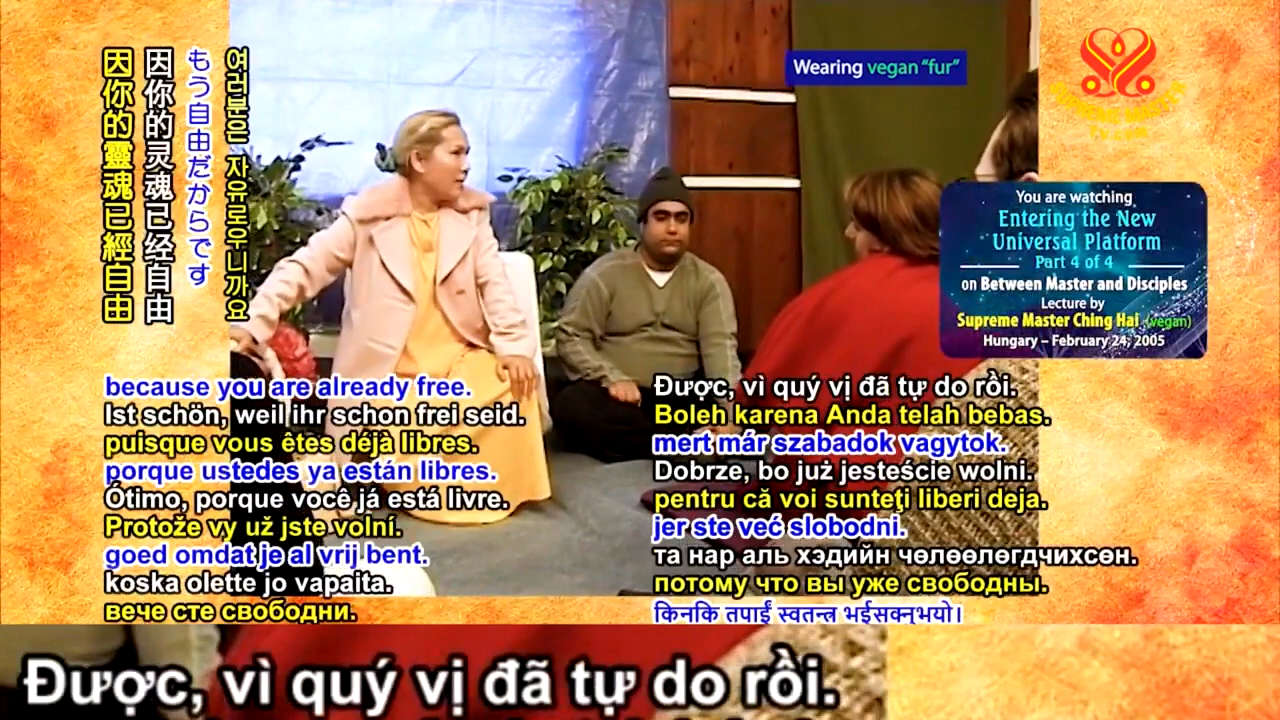 Wearing vegan “fur”
因你的靈魂已經自由
因你的灵魂已经自由
もう自由だからです
여러분은 자유로우니까요
You are watching
Entering the New
Universal Platform
Part 4 of 4
on Between Master and Disciples
Lecture by
Supreme Master Ching Hai (vegan)
Hungary – February 24, 2005
because you are already free.
Ist schön, weil ihr schon frei seid.
puisque vous êtes déjà libres.
porque ustedes ya están libres.
Ótimo, porque você já está livre.
Protože vy už jste volní.
goed omdat je al vrij bent.
koska olette jo vapaita.
вече сте свободни.
Được, vì quý vị đã tự do rồi.
Boleh karena Anda telah bebas.
mert már szabadok vagytok.
Dobrze, bo już jesteście wolni.
pentru că voi sunteţi liberi deja.
jer ste već slobodni.
та нар аль хэдийн чөлөөлөгдчихсөн.
потому что вы уже свободны.
किनकि तपाईं स्वतन्त्र भईसक्नुभयो।
Được, vì quý vị đã tự do rồi.